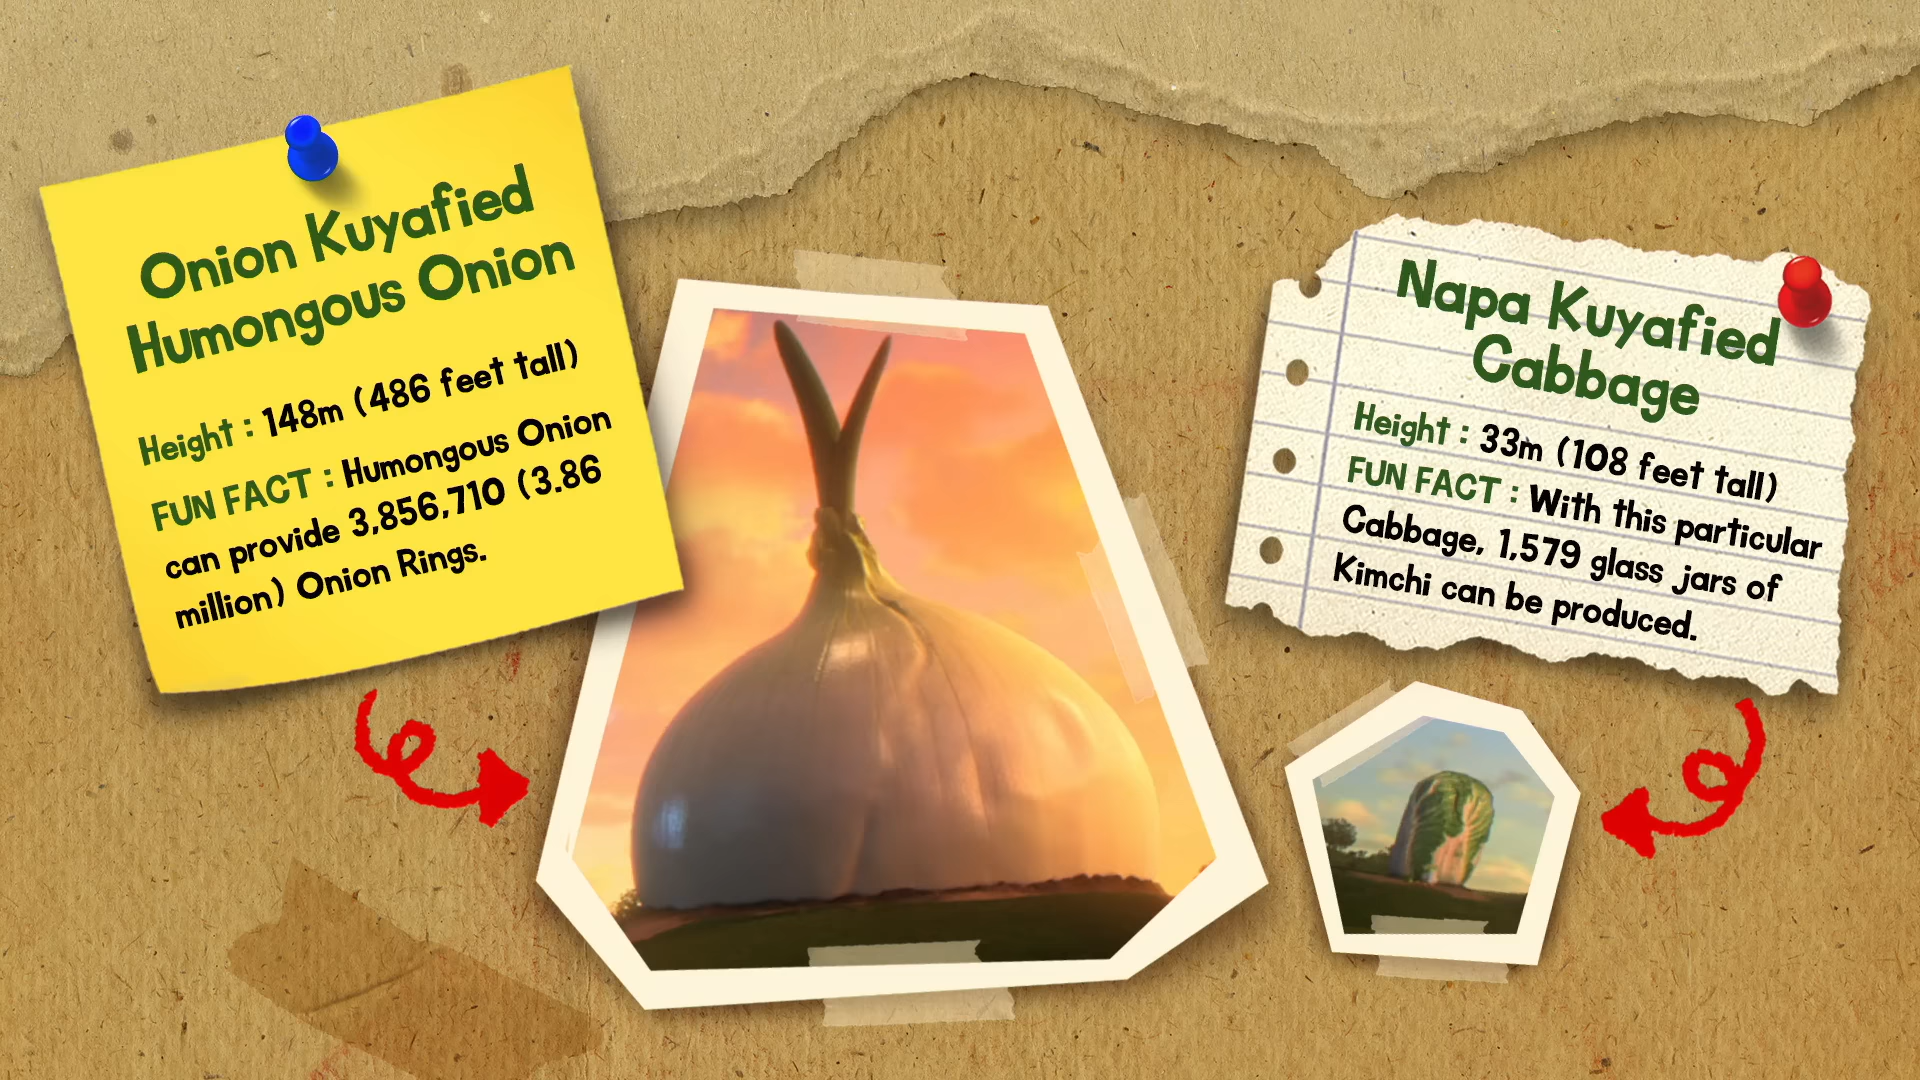 Onion Kuyafied
Humongous Onion
Height : 148m (486 feet tall)
FUN FACT : Humongous Onion
can provide 3,856,710 (3.86
million) Onion Rings.
Napa Kuyafied
Cabbage
Height : 33m (108 feet tall)
FUN FACT : With this particular
Cabbage, 1,579 glass jars of
Kimchi can be produced.